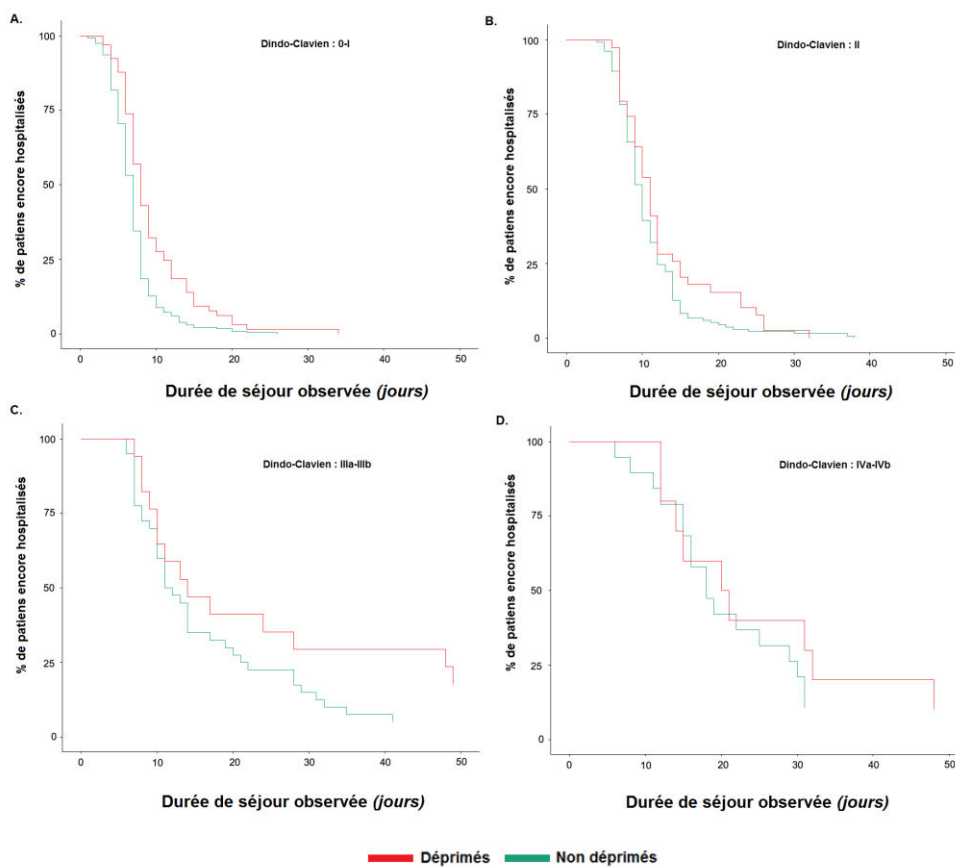 A.
Dindo-Clavien : 0-I
% de patiens encore hospitalisés
100
75
50
25
0
0 10 20 30 40 50
Durée de séjour observée (jours)
B.
Dindo-Clavien : II
% de patiens encore hospitalisés
100
75
50
25
0
0 10 20 30 40 50
Durée de séjour observée (jours)
C.
Dindo-Clavien : IIIa-IIIb
% de patiens encore hospitalisés
100
75
50
25
0
0 10 20 30 40 50
Durée de séjour observée (jours)
D.
Dindo-Clavien : IVa-IVb
% de patiens encore hospitalisés
100
75
50
25
0
0 10 20 30 40 50
Durée de séjour observée (jours)
Déprimés Non déprimés